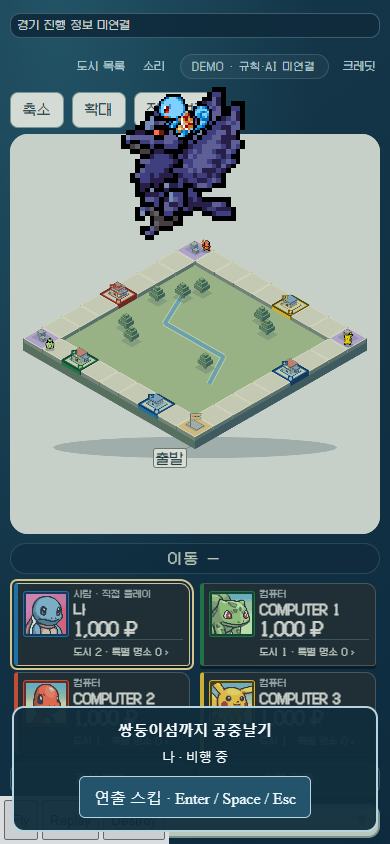 경기 진행 정보 미연결
도시 목록 소리 DEMO · 규칙·AI 미연결 크레딧
축소 확대
출발
이동 —
사람 · 직접 플레이
나
1,000 ₽
도시 2 · 특별 명소 0 ›
컴퓨터
COMPUTER 1
1,000 ₽
도시 1 · 특별 명소 0 ›
컴퓨터
COMPUTER 2
컴퓨터
COMPUTER 3
쌍둥이섬까지 공중날기
나 · 비행 중
연출 스킵 · Enter / Space / Esc